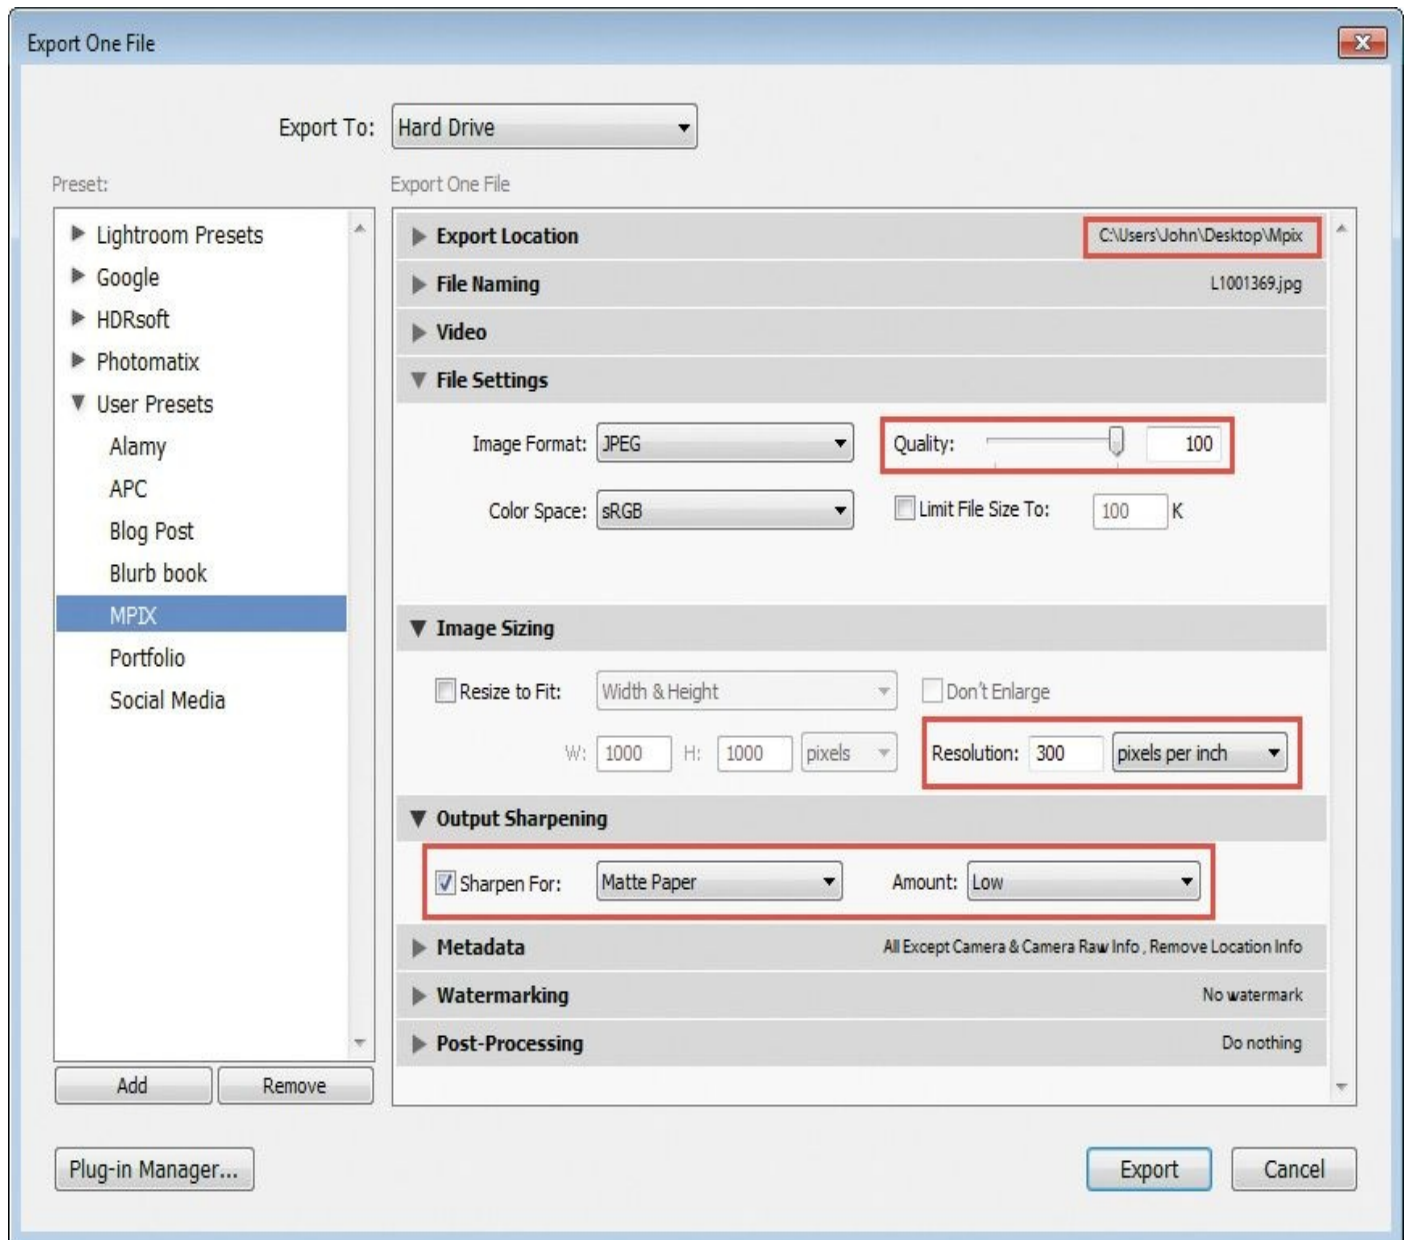 Export One File
Export To: Hard Drive
Preset:
Export One File
Lightroom Presets
Google
HDRsoft
Photomatix
User Presets
Alamy
APC
Blog Post
Blurb book
MPIX
Portfolio
Social Media
Add Remove
Export Location C:\Users\John\Desktop\Mpix
File Naming L1001369.jpg
Video
File Settings
Image Format: JPEG Quality: 100
Color Space: sRGB Limit File Size To: 100 K
Image Sizing
Resize to Fit: Width & Height Don't Enlarge
W: 1000 H: 1000 pixels Resolution: 300 pixels per inch
Output Sharpening
Sharpen For: Matte Paper Amount: Low
Metadata All Except Camera & Camera Raw Info , Remove Location Info
Watermarking No watermark
Post-Processing Do nothing
Plug-in Manager... Export Cancel